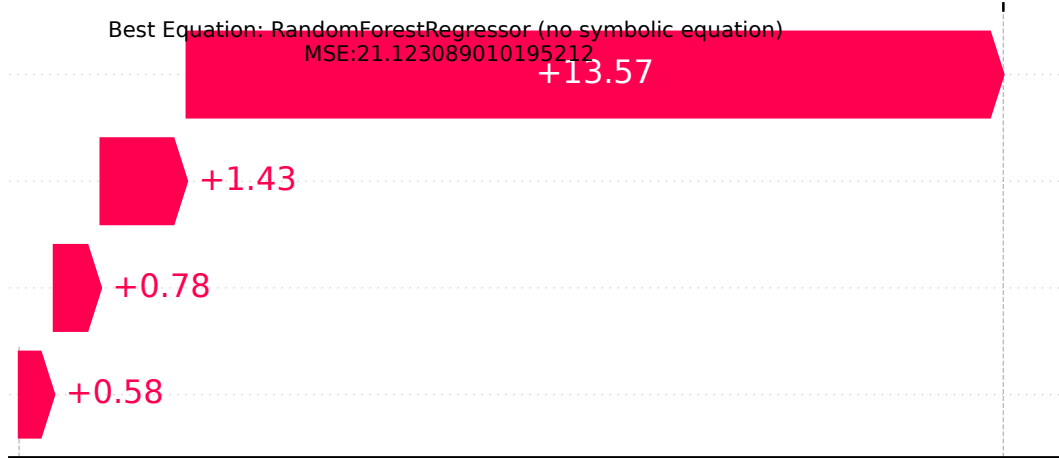 Best Equation: RandomForestRegressor (no symbolic equation)
MSE:21.123089010195212
+13.57
+1.43
+0.78
+0.58